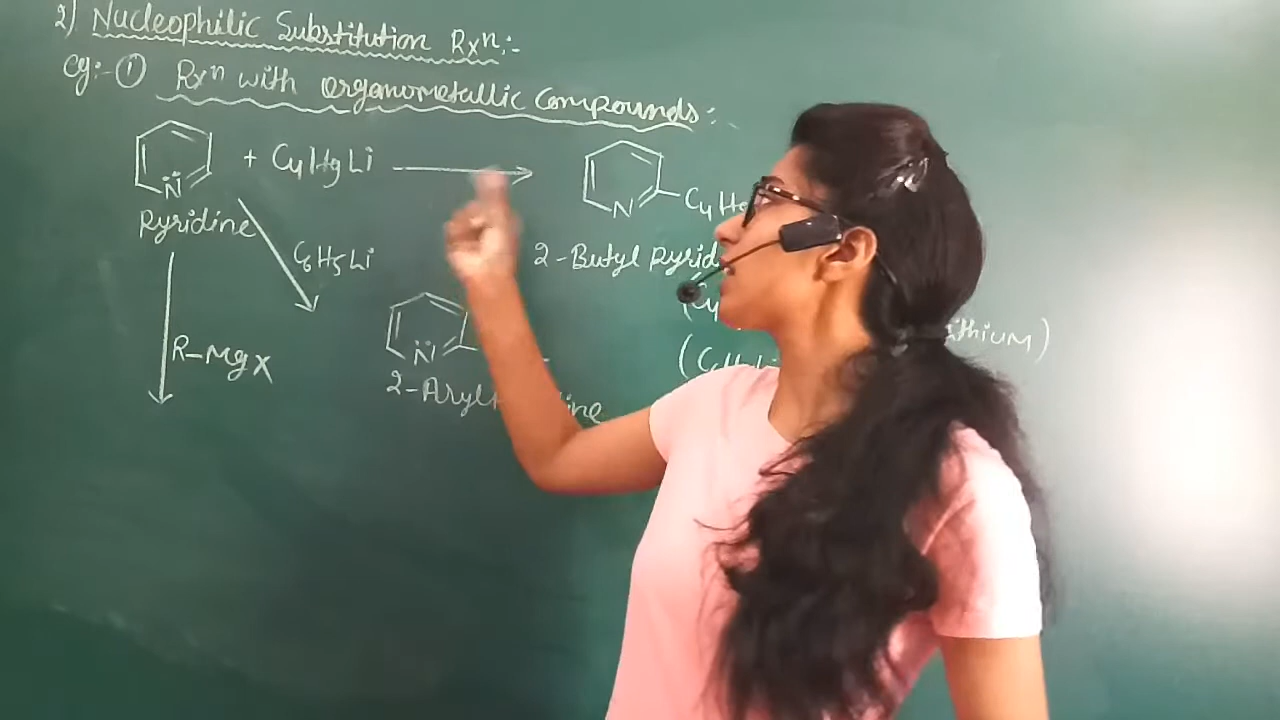 2) Nucleophilic Substitution Rxⁿ:-
eg:- ① Rxⁿ with organometallic Compounds:-
N + C4H9Li N C4H9
Pyridine
C6H5Li
2-Butyl pyrid
R-Mgx
N
2-Aryl ine
ithium)